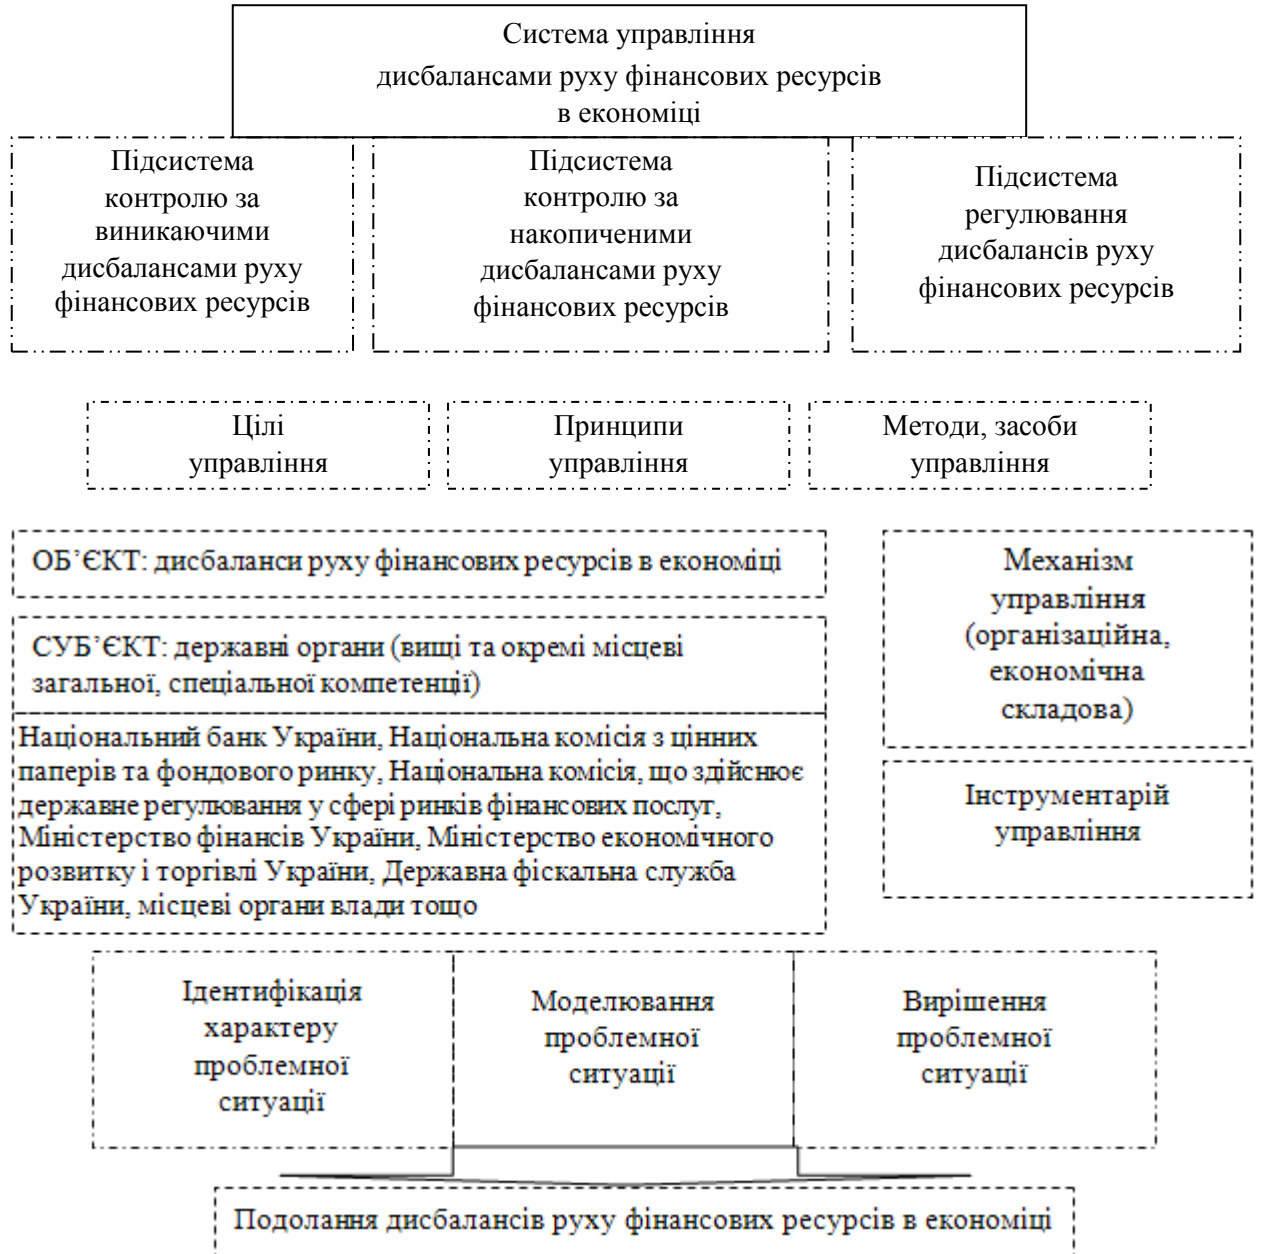 Система управління
дисбалансами руху фінансових ресурсів
в економіці
Підсистема
контролю за
виникаючими
дисбалансами руху
фінансових ресурсів
Підсистема
контролю за
накопиченими
дисбалансами руху
фінансових ресурсів
Підсистема
регулювання
дисбалансів руху
фінансових ресурсів
Цілі
управління
Принципи
управління
Методи, засоби
управління
ОБ’ЄКТ: дисбаланси руху фінансових ресурсів в економіці
СУБ’ЄКТ: державні органи (вищі та окремі місцеві
загальної, спеціальної компетенції)
Національний банк України, Національна комісія з цінних
паперів та фондового ринку, Національна комісія, що здійснює
державне регулювання у сфері ринків фінансових послуг,
Міністерство фінансів України, Міністерство економічного
розвитку і торгівлі України, Державна фіскальна служба
України, місцеві органи влади тощо
Механізм
управління
(організаційна,
економічна
складова)
Інструментарій
управління
Ідентифікація
характеру
проблемної
ситуації
Моделювання
проблемної
ситуації
Вирішення
проблемної
ситуації
Подолання дисбалансів руху фінансових ресурсів в економіці